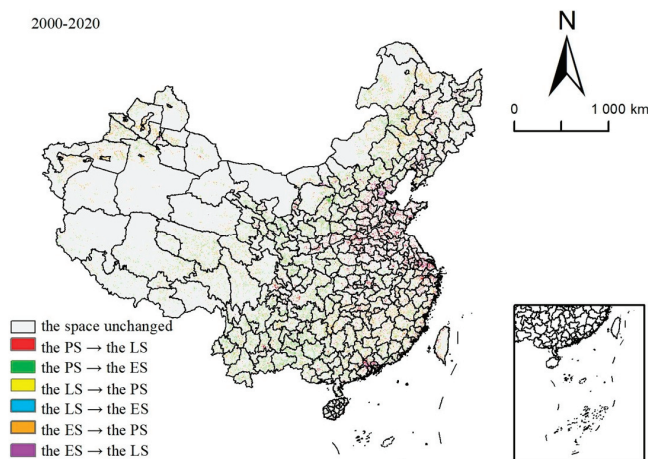 2000-2020
N
0 1 000 km
the space unchanged
the PS → the LS
the PS → the ES
the LS → the PS
the LS → the ES
the ES → the PS
the ES → the LS